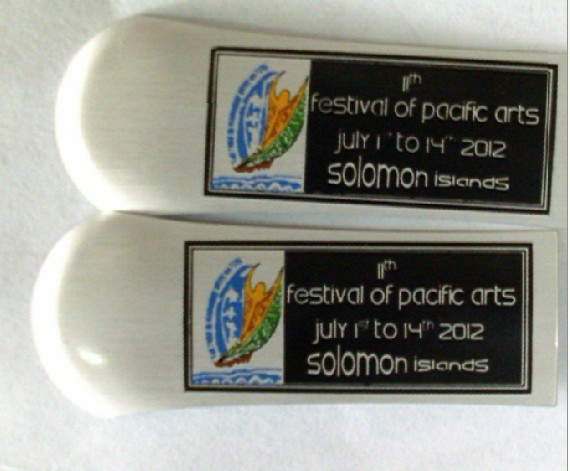 11th
festival of pacific arts
july 1st to 14th 2012
solomon islands
11th
festival of pacific arts
july 1st to 14th 2012
solomon islands